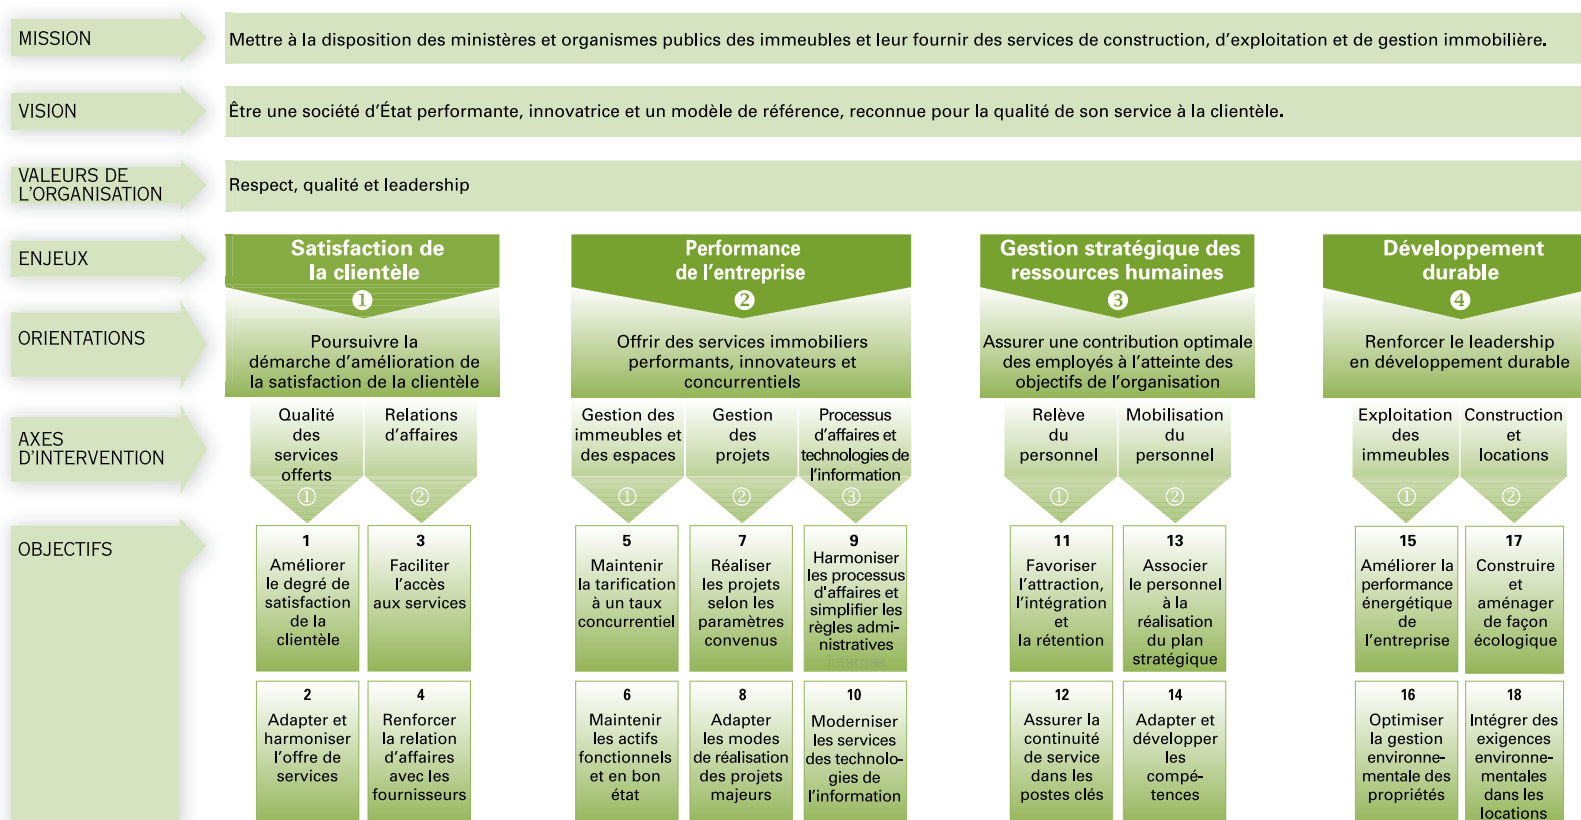 MISSION
Mettre à la disposition des ministères et organismes publics des immeubles et leur fournir des services de construction, d'exploitation et de gestion immobilière.
VISION
Être une société d'État performante, innovatrice et un modèle de référence, reconnue pour la qualité de son service à la clientèle.
VALEURS DE
L'ORGANISATION
Respect, qualité et leadership
ENJEUX
Satisfaction de
la clientèle
1
Performance
de l'entreprise
2
Gestion stratégique des
ressources humaines
3
Développement
durable
4
ORIENTATIONS
Poursuivre la
démarche d'amélioration de
la satisfaction de la clientèle
Offrir des services immobiliers
performants, innovateurs et
concurrentiels
Assurer une contribution optimale
des employés à l'atteinte des
objectifs de l'organisation
Renforcer le leadership
en développement durable
AXES
D'INTERVENTION
Qualité
des
services
offerts
1
Relations
d'affaires
2
Gestion des
immeubles et
des espaces
1
Gestion
des
projets
2
Processus
d'affaires et
technologies de
l'information
3
Relève
du
personnel
1
Mobilisation
du
personnel
2
Exploitation
des
immeubles
1
Construction
et
locations
2
OBJECTIFS
1
Améliorer
le degré de
satisfaction
de la
clientèle
3
Faciliter
l'accès
aux services
5
Maintenir
la tarification
à un taux
concurrentiel
7
Réaliser
les projets
selon les
paramètres
convenus
9
Harmoniser
les processus
d'affaires et
simplifier les
règles admi-
nistratives
internes
11
Favoriser
l'attraction,
l'intégration
et
la rétention
13
Associer
le personnel
à la
réalisation
du plan
stratégique
15
Améliorer la
performance
énergétique
de
l'entreprise
17
Construire
et
aménager
de façon
écologique
2
Adapter et
harmoniser
l'offre de
services
4
Renforcer
la relation
d'affaires
avec les
fournisseurs
6
Maintenir
les actifs
fonctionnels
et en bon
état
8
Adapter
les modes
de réalisation
des projets
majeurs
10
Moderniser
les services
des technolo-
gies de
l'information
12
Assurer la
continuité
de service
dans les
postes clés
14
Adapter et
développer
les
compé-
tences
16
Optimiser
la gestion
environne-
mentale des
propriétés
18
Intégrer des
exigences
environne-
mentales
dans les
locations